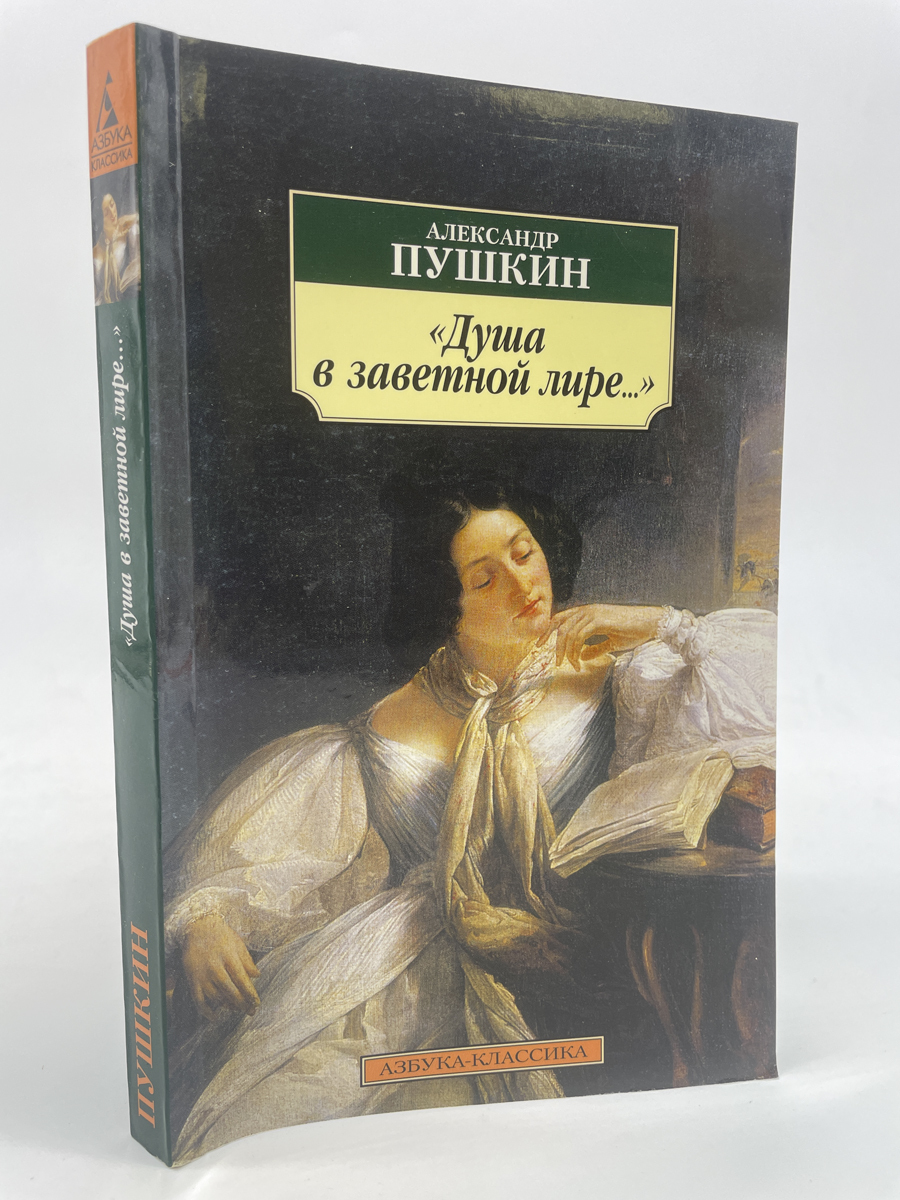 АЗБУКА
КЛАССИКА
«Душа в заветной лире...»
ПУШКИН
АЛЕКСАНДР
ПУШКИН
«Душа
в заветной лире...»
АЗБУКА-КЛАССИКА